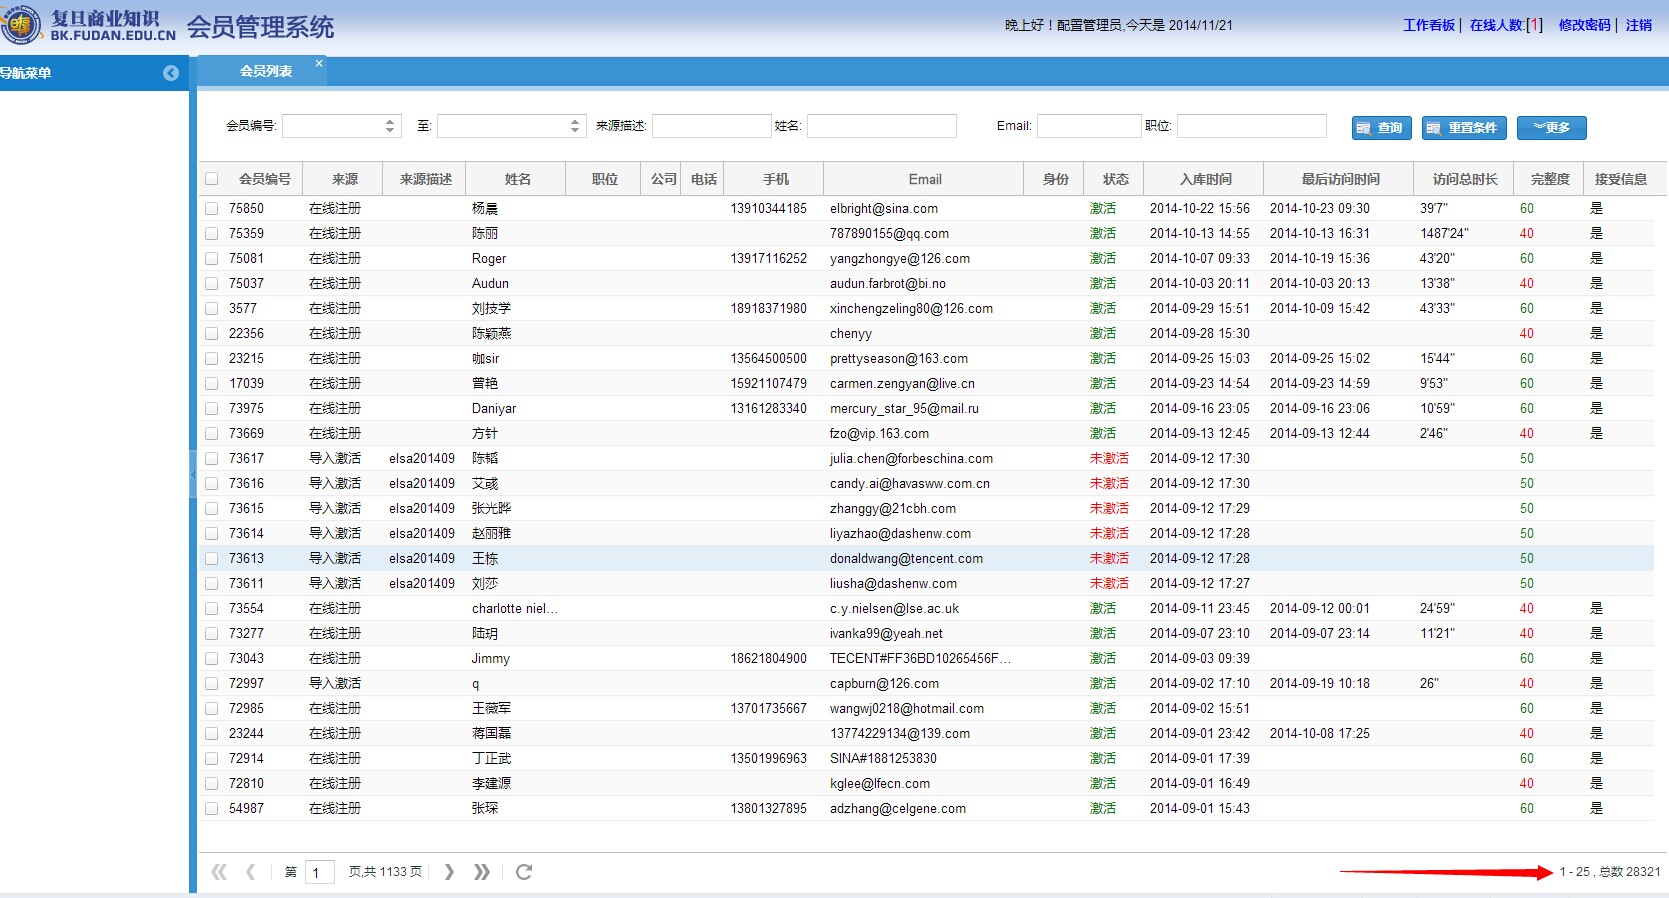 复旦商业知识
BK.FUDAN.EDU.CN
会员管理系统
晚上好！配置管理员,今天是 2014/11/21
工作看板| 在线人数:[1] 修改密码| 注销
导航菜单
会员列表 ×
会员编号: 至: 来源描述: 姓名: Email: 职位: 查询 重置条件 更多
会员编号 来源 来源描述 姓名 职位 公司 电话 手机 Email 身份 状态 入库时间 最后访问时间 访问总时长 完整度 接受信息
75850 在线注册 杨晨 13910344185 elbright@sina.com 激活 2014-10-22 15:56 2014-10-23 09:30 39'7" 60 是
75359 在线注册 陈丽 787890155@qq.com 激活 2014-10-13 14:55 2014-10-13 16:31 1487'24" 40 是
75081 在线注册 Roger 13917116252 yangzhongye@126.com 激活 2014-10-07 09:33 2014-10-19 15:36 43'20" 60 是
75037 在线注册 Audun audun.farbrot@bi.no 激活 2014-10-03 20:11 2014-10-03 20:13 13'38" 40 是
3577 在线注册 刘技学 18918371980 xinchengzeling80@126.com 激活 2014-09-29 15:51 2014-10-09 15:42 43'33" 60 是
22356 在线注册 陈颖燕 chenyy 激活 2014-09-28 15:30 40 是
23215 在线注册 咖sir 13564500500 prettyseason@163.com 激活 2014-09-25 15:03 2014-09-25 15:02 15'44" 60 是
17039 在线注册 曾艳 15921107479 carmen.zengyan@live.cn 激活 2014-09-23 14:54 2014-09-23 14:59 9'53" 60 是
73975 在线注册 Daniyar 13161283340 mercury_star_95@mail.ru 激活 2014-09-16 23:05 2014-09-16 23:06 10'59" 60 是
73669 在线注册 方针 fzo@vip.163.com 激活 2014-09-13 12:45 2014-09-13 12:44 2'46" 40 是
73617 导入激活 elsa201409 陈韬 julia.chen@forbeschina.com 未激活 2014-09-12 17:30 50
73616 导入激活 elsa201409 艾彧 candy.ai@havasww.com.cn 未激活 2014-09-12 17:30 50
73615 导入激活 elsa201409 张光晔 zhanggy@21cbh.com 未激活 2014-09-12 17:29 50
73614 导入激活 elsa201409 赵丽雅 liyazhao@dashenw.com 未激活 2014-09-12 17:28 50
73613 导入激活 elsa201409 王栋 donaldwang@tencent.com 未激活 2014-09-12 17:28 50
73611 导入激活 elsa201409 刘莎 liusha@dashenw.com 未激活 2014-09-12 17:27 50
73554 在线注册 charlotte niel... c.y.nielsen@lse.ac.uk 激活 2014-09-11 23:45 2014-09-12 00:01 24'59" 40 是
73277 在线注册 陆玥 ivanka99@yeah.net 激活 2014-09-07 23:10 2014-09-07 23:14 11'21" 40 是
73043 在线注册 Jimmy 18621804900 TECENT#FF36BD10265456F... 激活 2014-09-03 09:39 60 是
72997 导入激活 q capburn@126.com 激活 2014-09-02 17:10 2014-09-19 10:18 26" 40 是
72985 在线注册 王薇军 13701735667 wangwj0218@hotmail.com 激活 2014-09-02 15:51 60 是
23244 在线注册 蒋国磊 13774229134@139.com 激活 2014-09-01 23:42 2014-10-08 17:25 40 是
72914 在线注册 丁正武 13501996963 SINA#1881253830 激活 2014-09-01 17:39 60 是
72810 在线注册 李建源 kglee@lfecn.com 激活 2014-09-01 16:49 40 是
54987 在线注册 张琛 13801327895 adzhang@celgene.com 激活 2014-09-01 15:43 60 是
第 1 页,共 1133 页 1 - 25 , 总数 28321